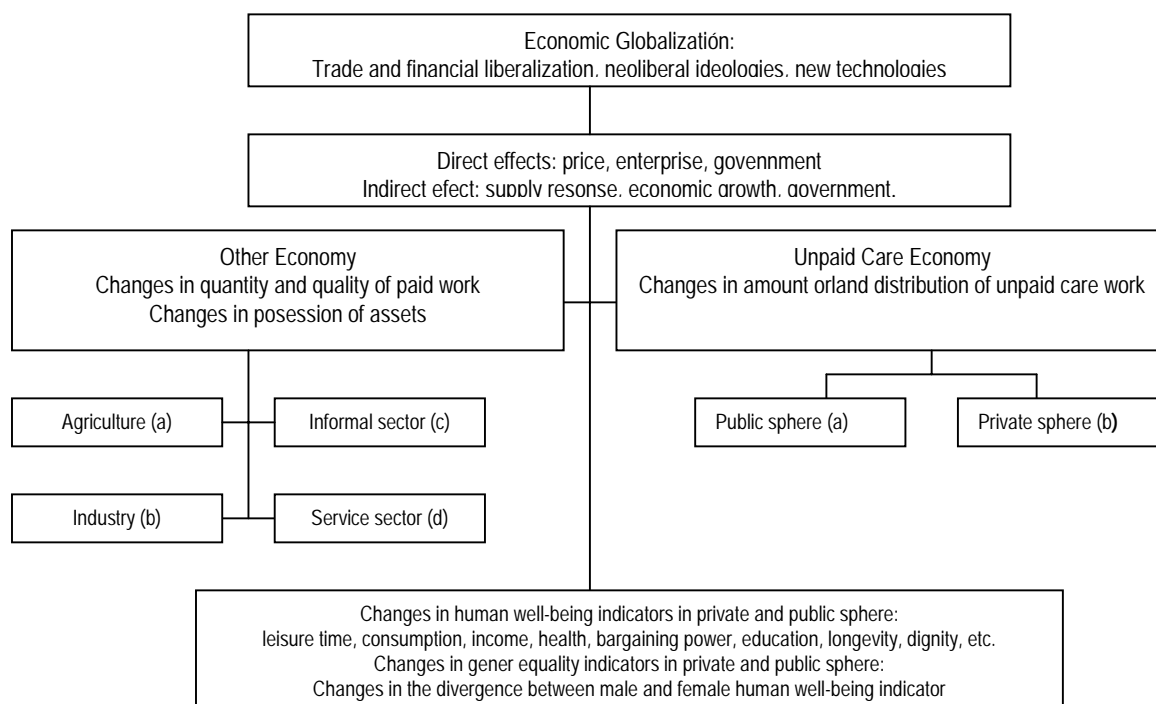 Economic Globalizatión:
Trade and financial liberalization, neoliberal ideologies, new technologies
Direct effects: price, enterprise, govennment
Indirect efect: supply resonse, economic growth, government.
Other Economy
Changes in quantity and quality of paid work
Changes in posession of assets
Unpaid Care Economy
Changes in amount orland distribution of unpaid care work
Agriculture (a)
Informal sector (c)
Public sphere (a)
Private sphere (b)
Industry (b)
Service sector (d)
Changes in human well-being indicators in private and public sphere:
leisure time, consumption, income, health, bargaining power, education, longevity, dignity, etc.
Changes in gener equality indicators in private and public sphere:
Changes in the divergence between male and female human well-being indicator